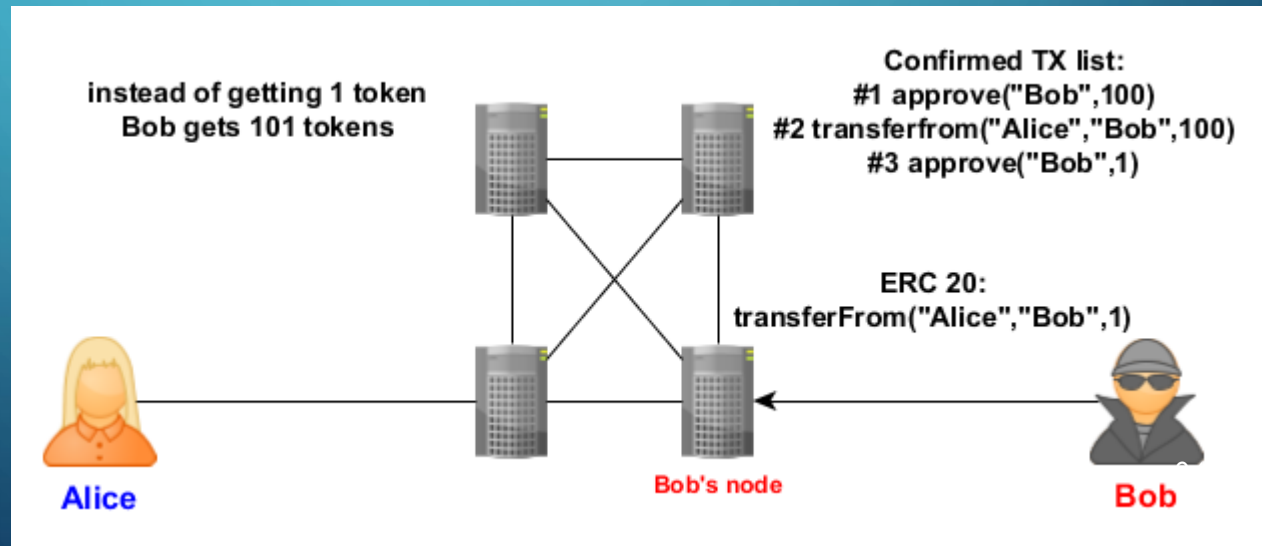 instead of getting 1 token
Bob gets 101 tokens
Confirmed TX list:
#1 approve("Bob",100)
#2 transferfrom("Alice","Bob",100)
#3 approve("Bob",1)
ERC 20:
transferFrom("Alice","Bob",1)
Alice
Bob's node
Bob